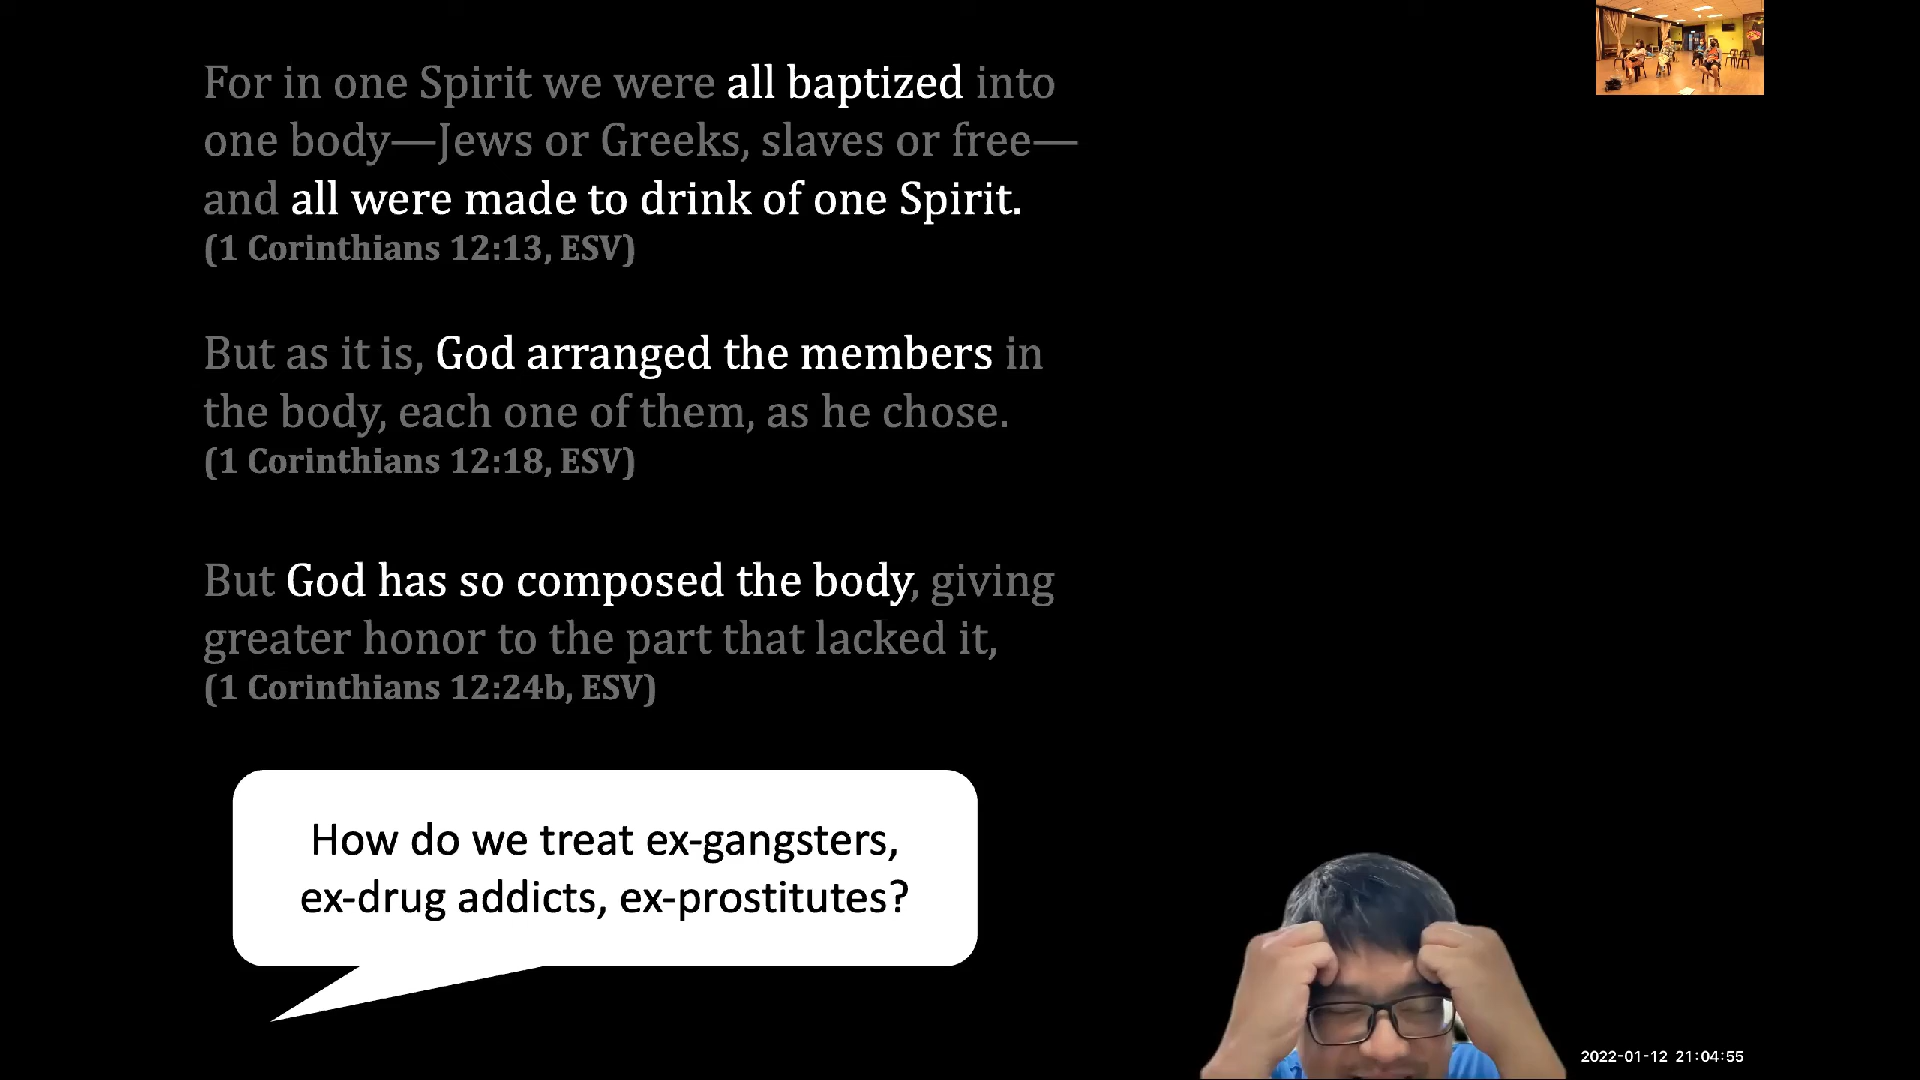 For in one Spirit we were all baptized into
one body—Jews or Greeks, slaves or free—
and all were made to drink of one Spirit.
(1 Corinthians 12:13, ESV)
But as it is, God arranged the members in
the body, each one of them, as he chose.
(1 Corinthians 12:18, ESV)
But God has so composed the body, giving
greater honor to the part that lacked it,
(1 Corinthians 12:24b, ESV)
How do we treat ex-gangsters,
ex-drug addicts, ex-prostitutes?
2022-01-12 21:04:55